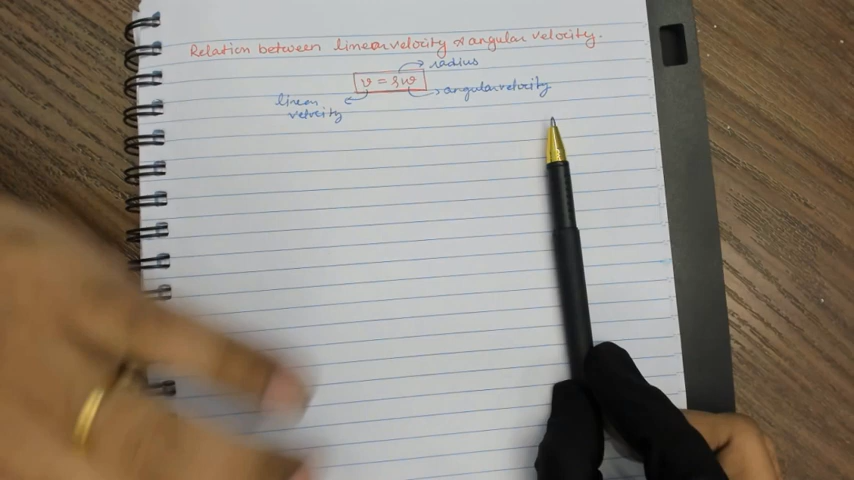 Relation between linear velocity & angular velocity.
radius
v = rω
angular velocity
linear
velocity